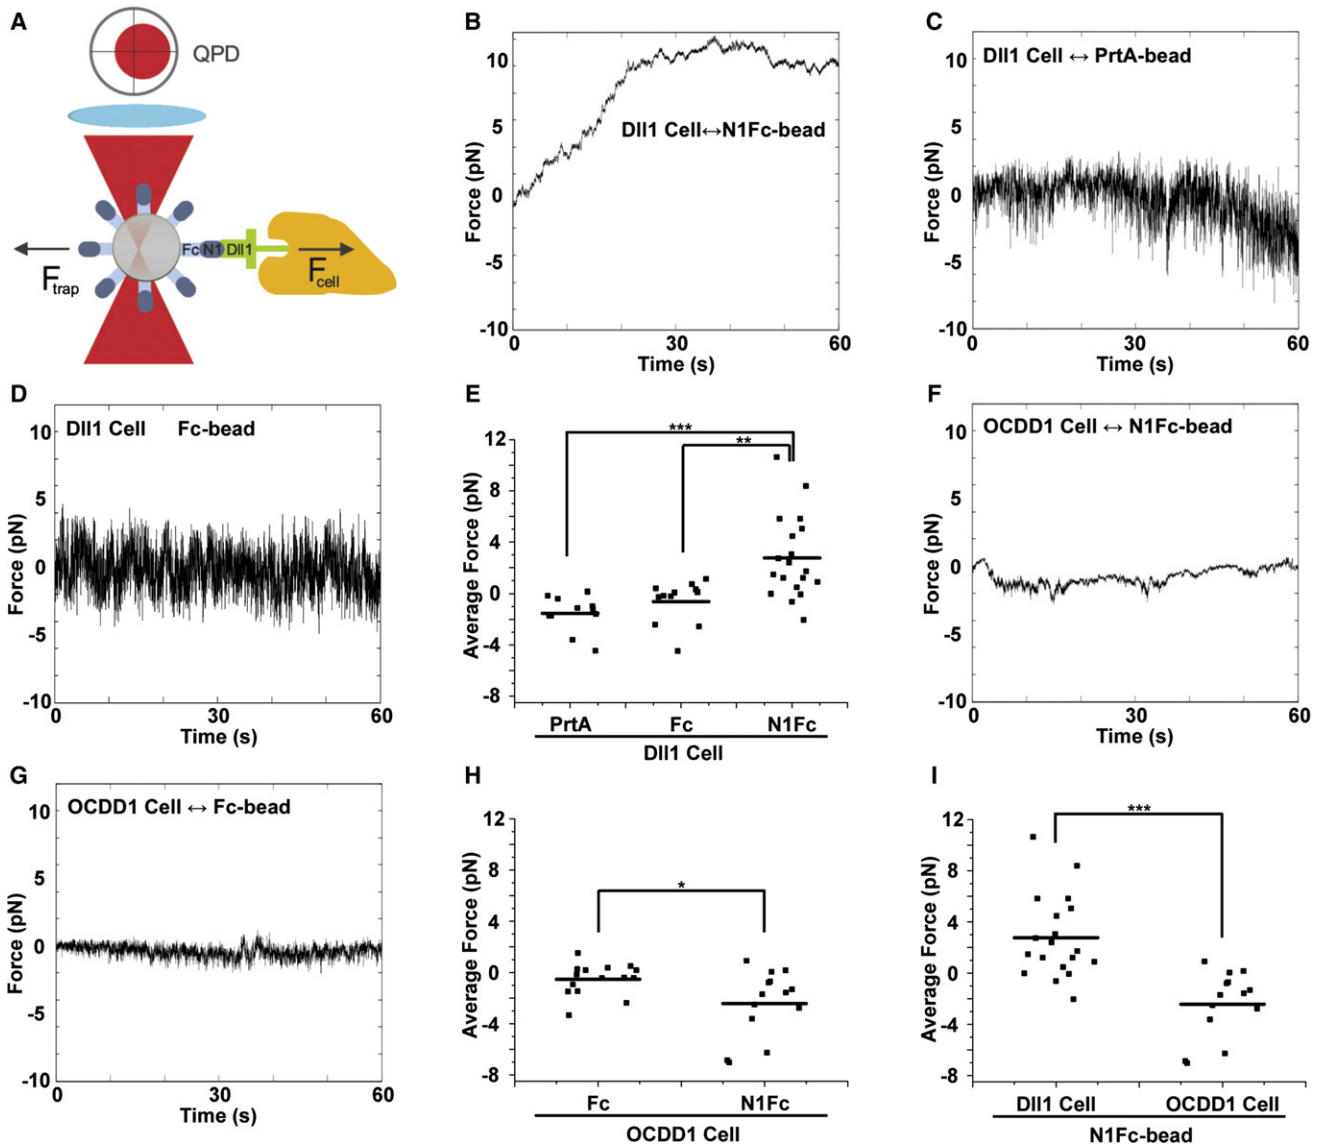 A
QPD
Fc N1 Dll1
Ftrap
Fcell
B
Dll1 Cell↔N1Fc-bead
Force (pN)
10
5
0
-5
-10
0 30 60
Time (s)
C
Dll1 Cell ↔ PrtA-bead
Force (pN)
10
5
0
-5
-10
0 30 60
Time (s)
D
Dll1 Cell Fc-bead
Force (pN)
10
5
0
-5
-10
0 30 60
Time (s)
E
Average Force (pN)
12
8
4
0
-4
-8
***
**
PrtA Fc N1Fc
Dll1 Cell
F
OCDD1 Cell ↔ N1Fc-bead
Force (pN)
10
5
0
-5
-10
0 30 60
Time (s)
G
OCDD1 Cell ↔ Fc-bead
Force (pN)
10
5
0
-5
-10
0 30 60
Time (s)
H
Average Force (pN)
12
8
4
0
-4
-8
*
Fc N1Fc
OCDD1 Cell
I
Average Force (pN)
12
8
4
0
-4
-8
***
Dll1 Cell OCDD1 Cell
N1Fc-bead